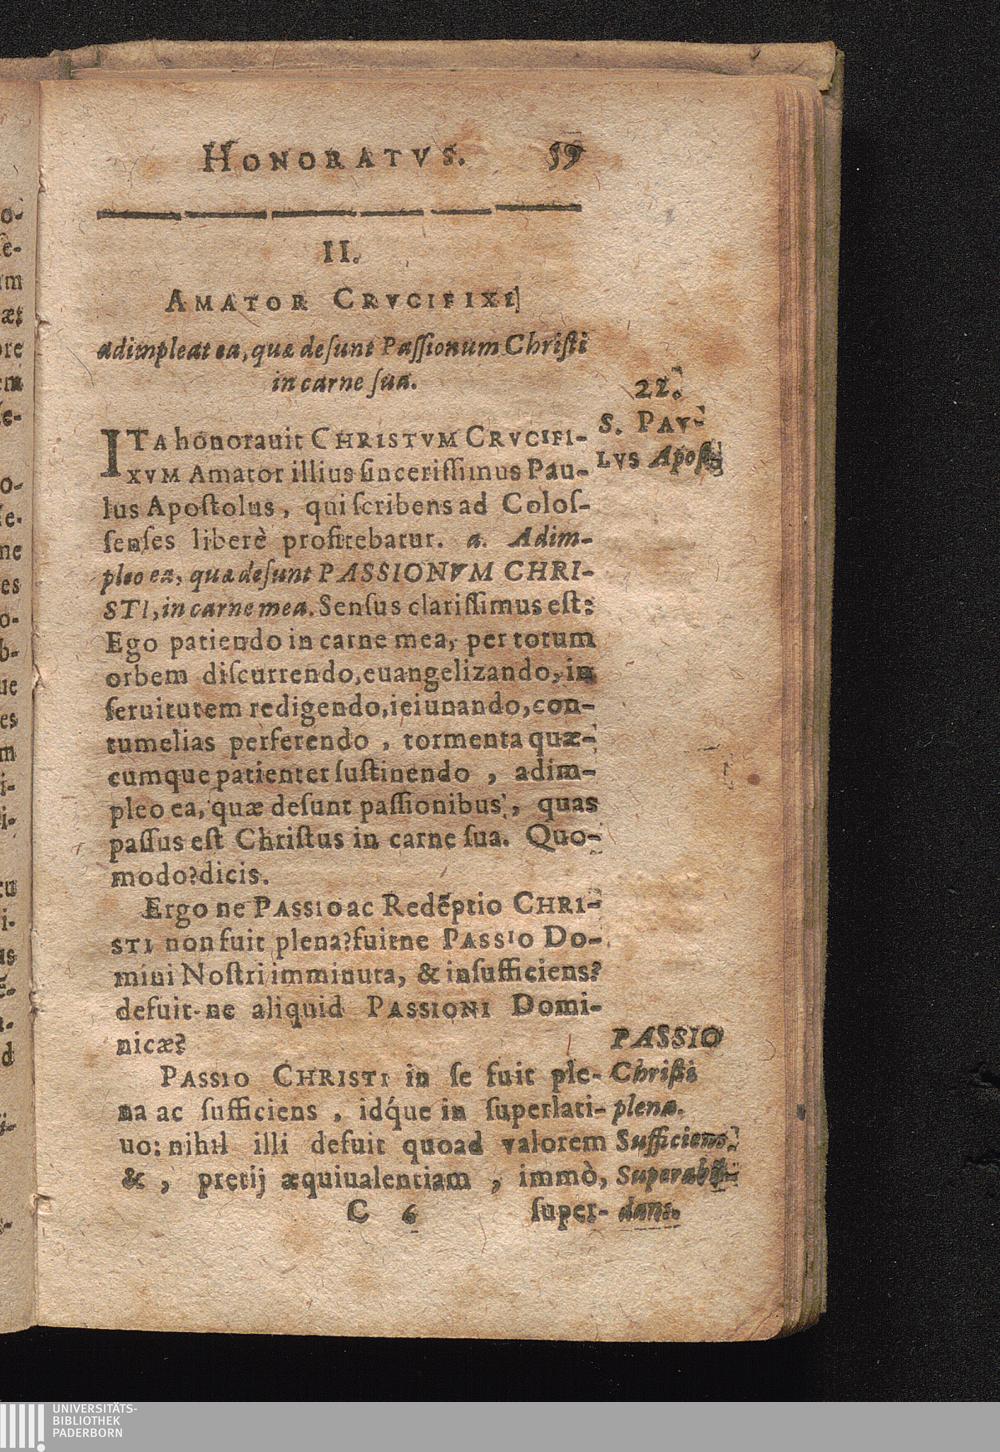 HONORATVS. 59
II.
AMATOR CRVCIFIXI
adimpleat ea, quæ desunt Passionum Christi
in carne sua.
22.
S. PAV-
LVS Apost
ITA honorauit CHRISTVM CRVCIFI-
XVM Amator illius sincerissimus Pau-
lus Apostolus, qui scribens ad Colos-
senses liberè profitebatur. a. Adim-
pleo ea, quæ desunt PASSIONVM CHRI-
STI, in carne mea. Sensus clarissimus est:
Ego patiendo in carne mea, per totum
orbem discurrendo, euangelizando, in
seruitutem redigendo, ieiunando, con-
tumelias perferendo, tormenta quæ-
cumque patienter sustinendo, adim-
pleo ea, quæ desunt passionibus, quas
passus est Christus in carne sua. Quo-
modo? dicis.
Ergo ne PASSIO ac Redẽptio CHRI-
STI non fuit plena? fuitne PASSIO Do-
mini Nostri imminuta, & insufficiens?
defuit-ne aliquid PASSIONI Domi-
nicæ?
PASSIO CHRISTI in se fuit ple-
na ac sufficiens, idq́ue in superlati-
uo: nihil illi defuit quoad valorem
&, pretij æquiualentiam, immò,
C 6 super-
PASSIO
Christi
plena.
Sufficiens.
Superabũ-
dans.
UNIVERSITÄTS-
BIBLIOTHEK
PADERBORN